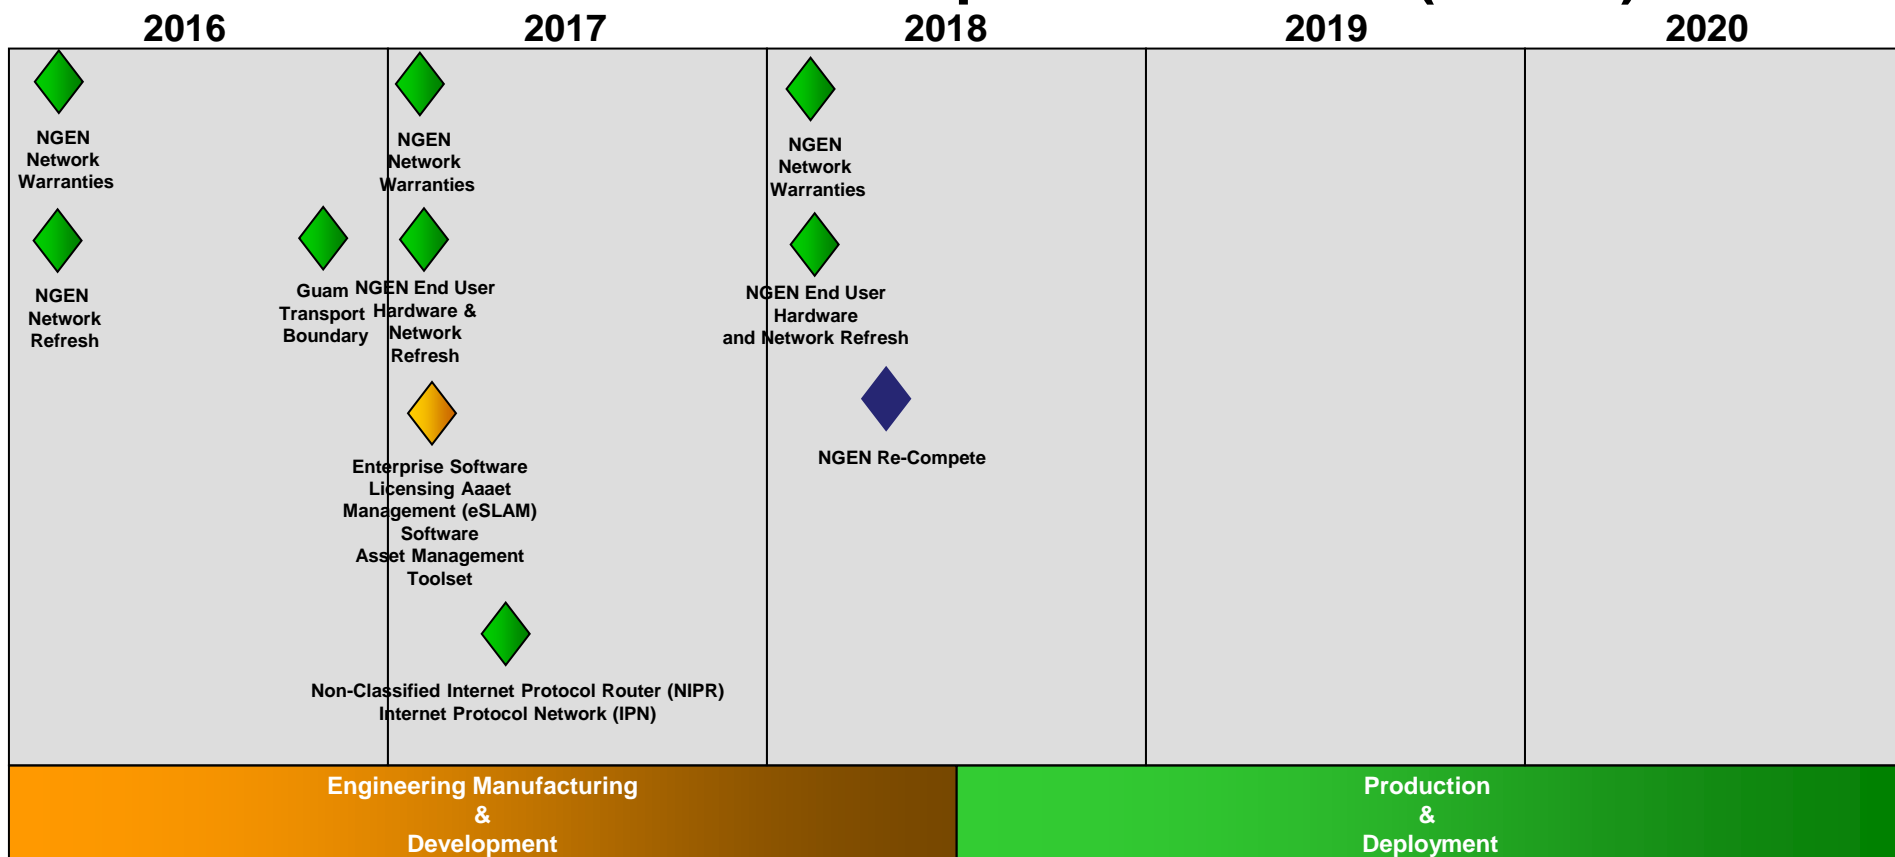 2016
2017
2018
2019
2020
NGEN
Network
Warranties
NGEN
Network
Warranties
NGEN
Network
Warranties
NGEN
Network
Refresh
Guam
Transport
Boundary
NGEN End User
Hardware &
Network
Refresh
NGEN End User
Hardware
and Network Refresh
Enterprise Software
Licensing Aaaet
Management (eSLAM)
Software
Asset Management
Toolset
NGEN Re-Compete
Non-Classified Internet Protocol Router (NIPR)
Internet Protocol Network (IPN)
Engineering Manufacturing
&
Development
Production
&
Deployment